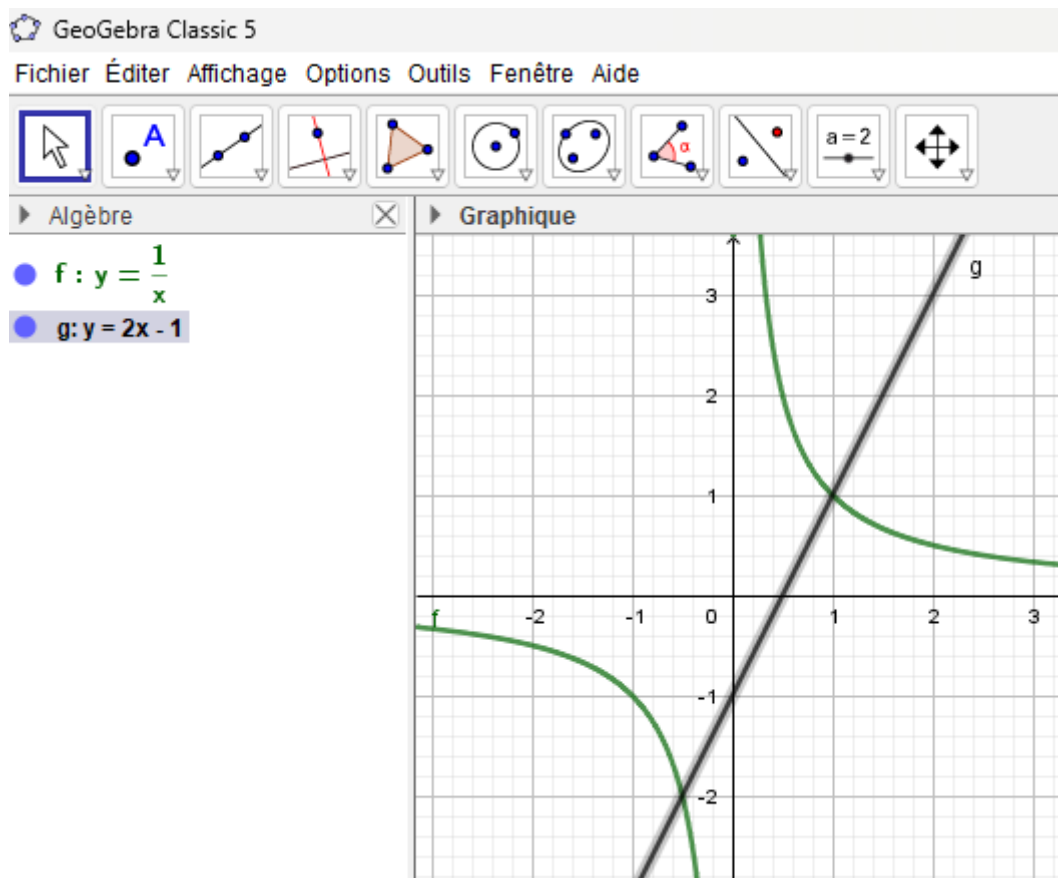 GeoGebra Classic 5
Fichier Éditer Affichage Options Outils Fenêtre Aide
A
α
a = 2
Algèbre
Graphique
f : y = 1/x
g: y = 2x - 1
g
3
2
1
f
-2 -1 0 1 2 3
-1
-2